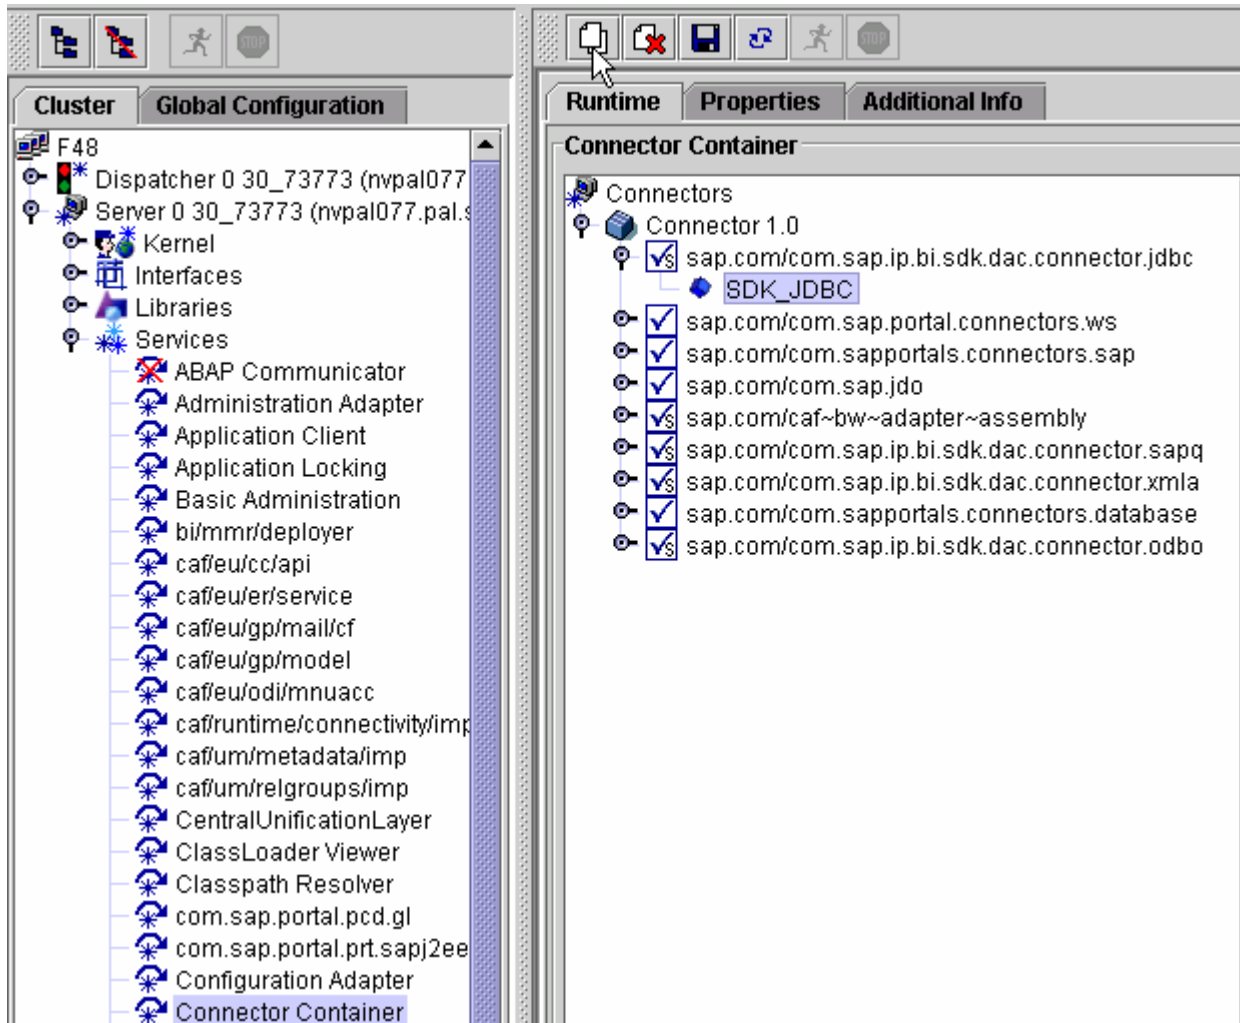 STOP
STOP
Cluster
Global Configuration
F48
Dispatcher 0 30_73773 (nvpal077
Server 0 30_73773 (nvpal077.pal.s
Kernel
Interfaces
Libraries
Services
ABAP Communicator
Administration Adapter
Application Client
Application Locking
Basic Administration
bi/mmr/deployer
caf/eu/cc/api
caf/eu/er/service
caf/eu/gp/mail/cf
caf/eu/gp/model
caf/eu/odi/mnuacc
caf/runtime/connectivity/imp
caf/um/metadata/imp
caf/um/relgroups/imp
CentralUnificationLayer
ClassLoader Viewer
Classpath Resolver
com.sap.portal.pcd.gl
com.sap.portal.prt.sapj2ee
Configuration Adapter
Connector Container
Runtime
Properties
Additional Info
Connector Container
Connectors
Connector 1.0
sap.com/com.sap.ip.bi.sdk.dac.connector.jdbc
SDK_JDBC
sap.com/com.sap.portal.connectors.ws
sap.com/com.sapportals.connectors.sap
sap.com/com.sap.jdo
sap.com/caf~bw~adapter~assembly
sap.com/com.sap.ip.bi.sdk.dac.connector.sapq
sap.com/com.sap.ip.bi.sdk.dac.connector.xmla
sap.com/com.sapportals.connectors.database
sap.com/com.sap.ip.bi.sdk.dac.connector.odbo